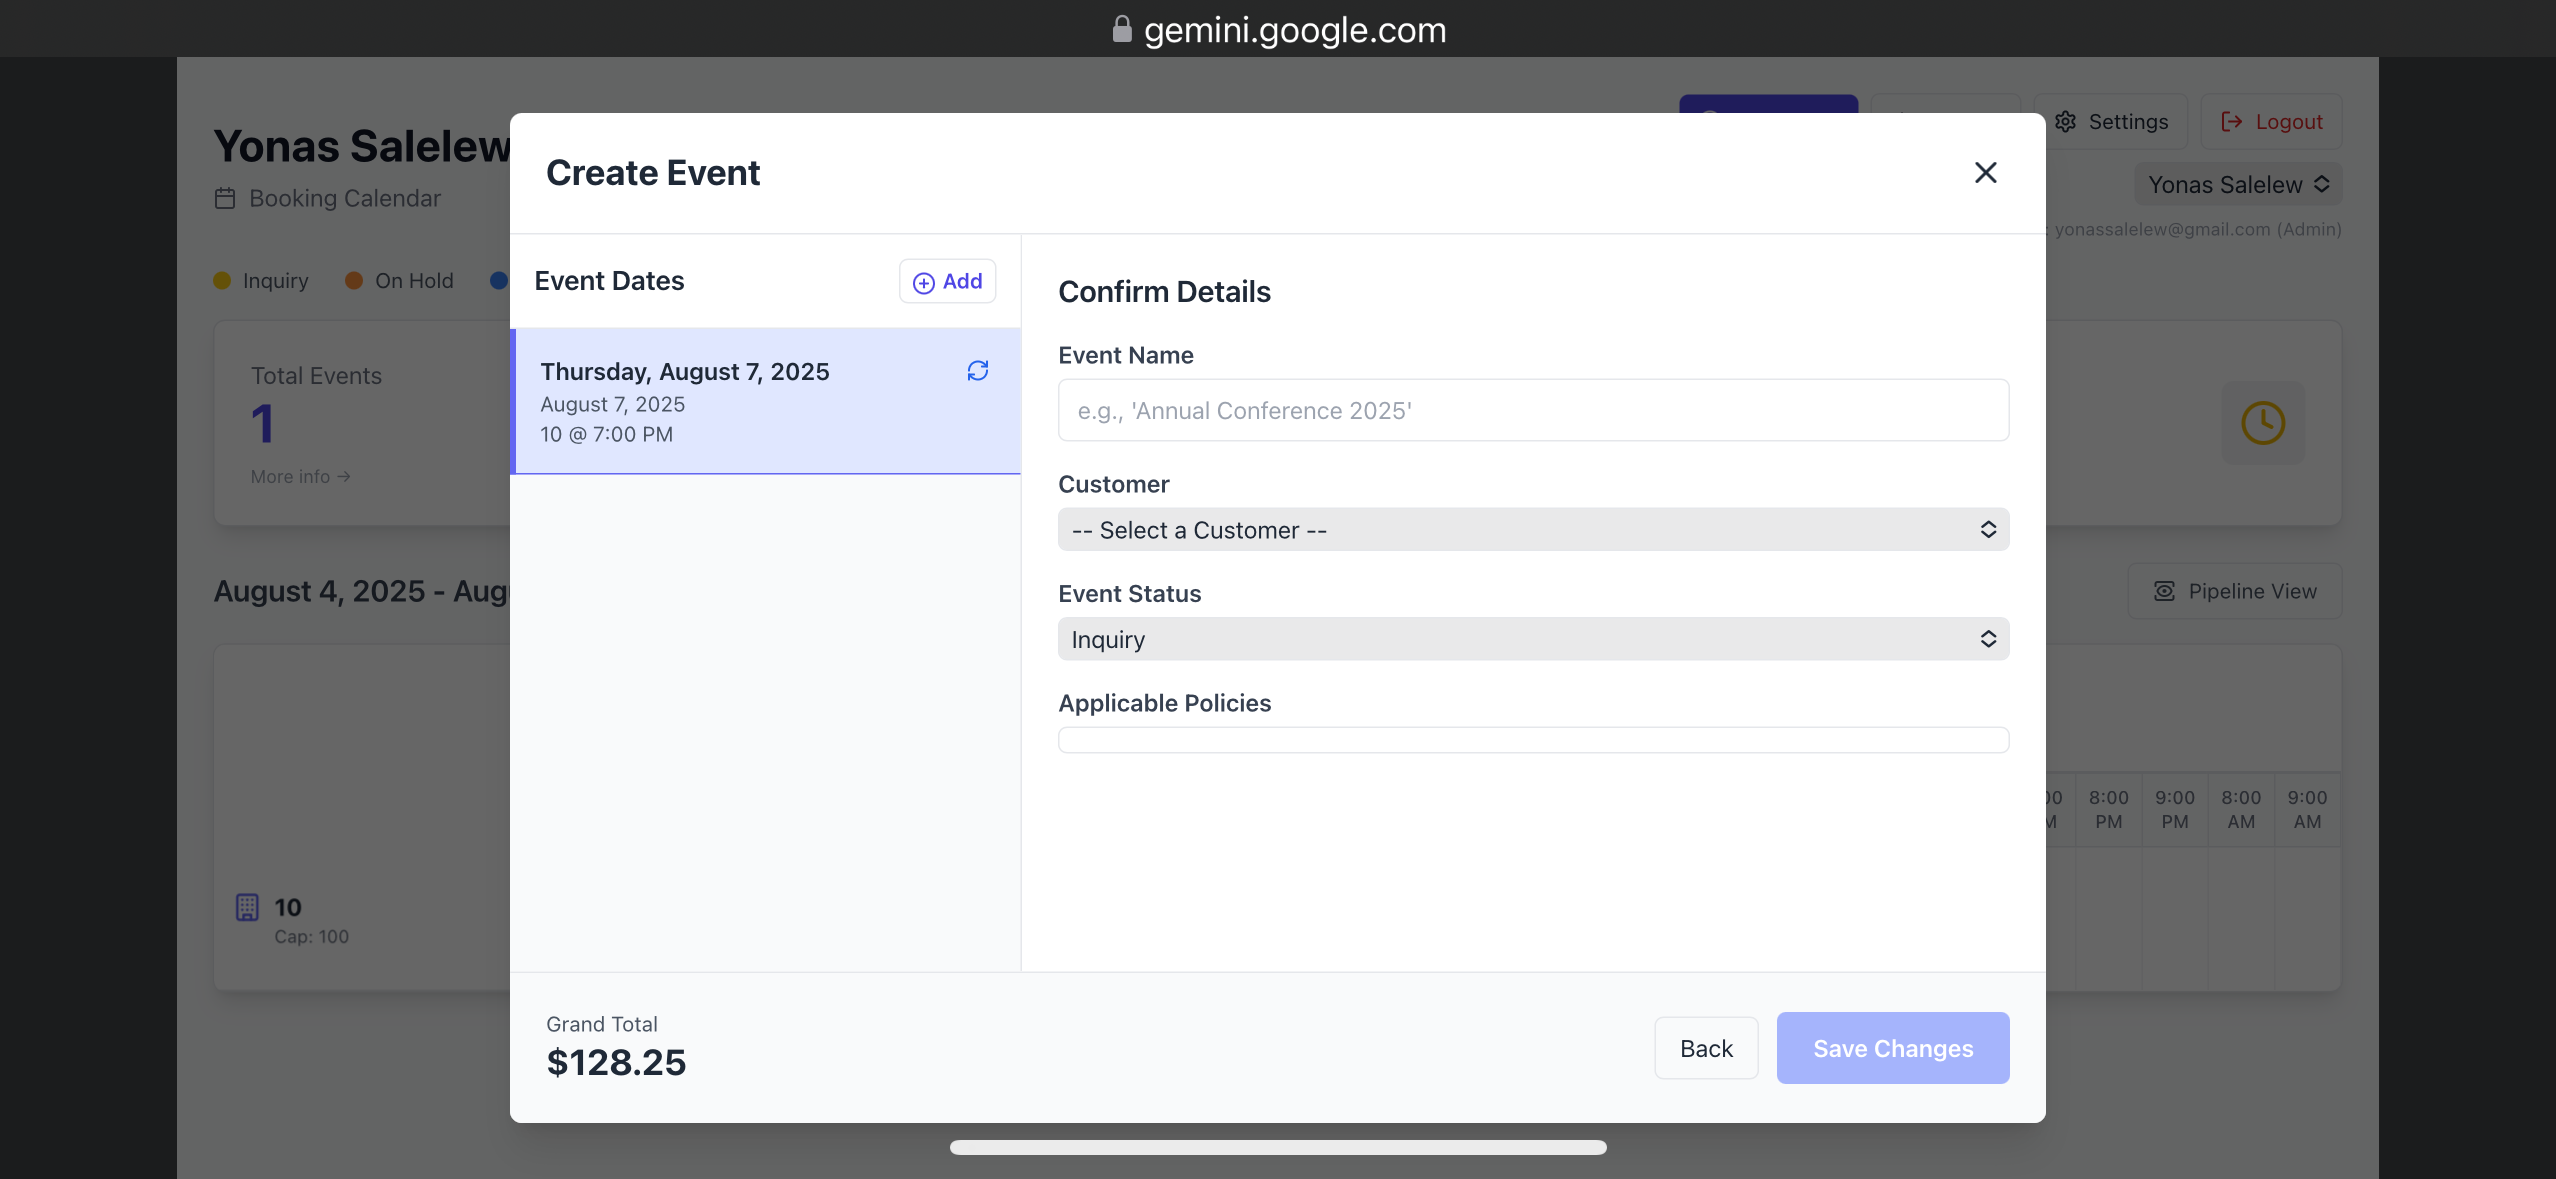 gemini.google.com
Yonas Salelew
Booking Calendar
Settings
Logout
Yonas Salelew
: yonassalelew@gmail.com (Admin)
Inquiry
On Hold
Total Events
1
More info →
August 4, 2025 -
Pipeline View
8:00 PM
9:00 PM
8:00 AM
9:00 AM
10
Cap: 100
Create Event
Event Dates
Add
Thursday, August 7, 2025
August 7, 2025
10 @ 7:00 PM
Confirm Details
Event Name
e.g., 'Annual Conference 2025'
Customer
-- Select a Customer --
Event Status
Inquiry
Applicable Policies
Grand Total
$128.25
Back
Save Changes